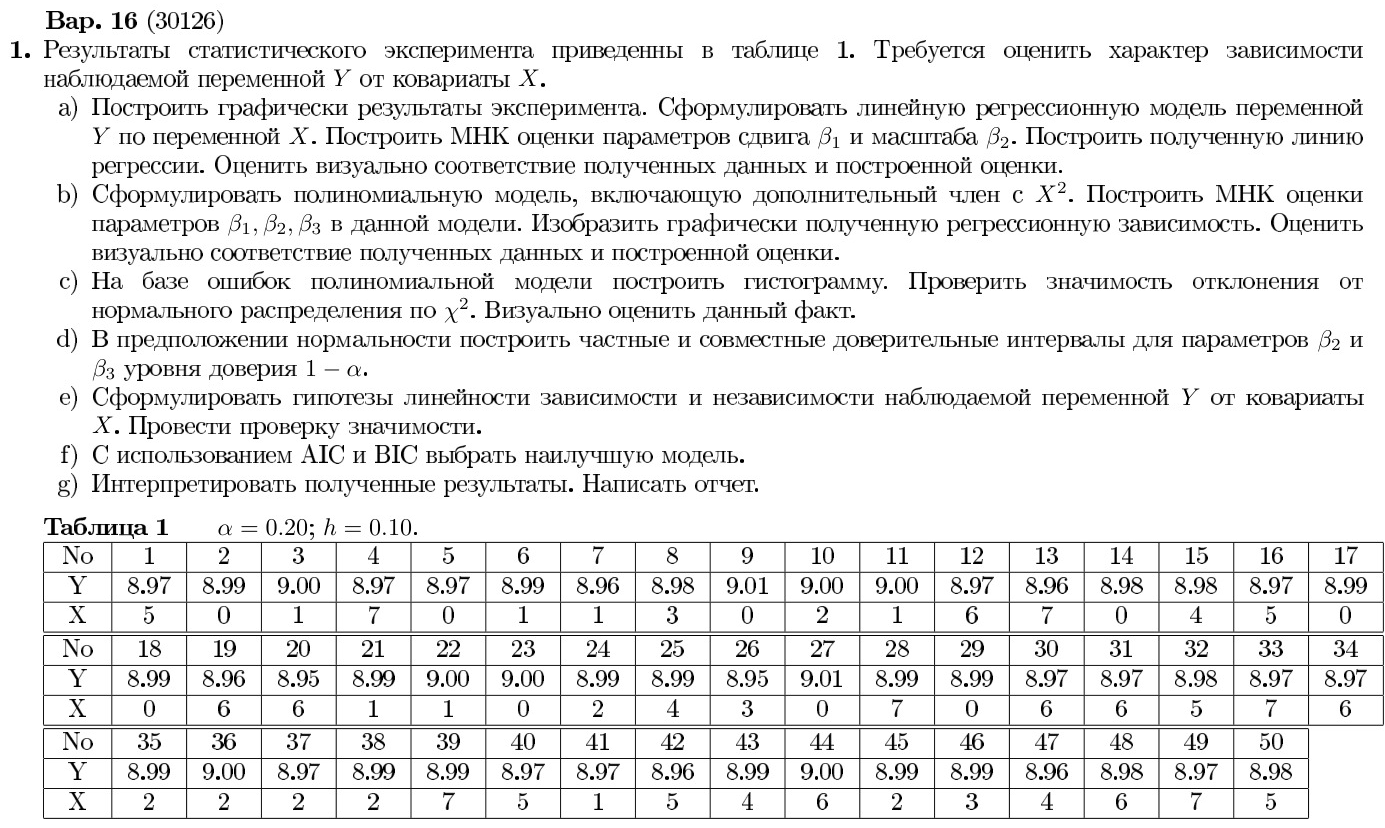 Вар. 16 (30126)
1. Результаты статистического эксперимента приведенны в таблице 1. Требуется оценить характер зависимости
наблюдаемой переменной Y от ковариаты X.
a) Построить графически результаты эксперимента. Сформулировать линейную регрессионную модель переменной
Y по переменной X. Построить МНК оценки параметров сдвига β₁ и масштаба β₂. Построить полученную линию
регрессии. Оценить визуально соответствие полученных данных и построенной оценки.
b) Сформулировать полиномиальную модель, включающую дополнительный член с X². Построить МНК оценки
параметров β₁, β₂, β₃ в данной модели. Изобразить графически полученную регрессионную зависимость. Оценить
визуально соответствие полученных данных и построенной оценки.
c) На базе ошибок полиномиальной модели построить гистограмму. Проверить значимость отклонения от
нормального распределения по χ². Визуально оценить данный факт.
d) В предположении нормальности построить частные и совместные доверительные интервалы для параметров β₂ и
β₃ уровня доверия 1 − α.
e) Сформулировать гипотезы линейности зависимости и независимости наблюдаемой переменной Y от ковариаты
X. Провести проверку значимости.
f) С использованием AIC и BIC выбрать наилучшую модель.
g) Интерпретировать полученные результаты. Написать отчет.
Таблица 1 α = 0.20; h = 0.10.
No 1 2 3 4 5 6 7 8 9 10 11 12 13 14 15 16 17
Y 8.97 8.99 9.00 8.97 8.97 8.99 8.96 8.98 9.01 9.00 9.00 8.97 8.96 8.98 8.98 8.97 8.99
X 5 0 1 7 0 1 1 3 0 2 1 6 7 0 4 5 0
No 18 19 20 21 22 23 24 25 26 27 28 29 30 31 32 33 34
Y 8.99 8.96 8.95 8.99 9.00 9.00 8.99 8.99 8.95 9.01 8.99 8.99 8.97 8.97 8.98 8.97 8.97
X 0 6 6 1 1 0 2 4 3 0 7 0 6 6 5 7 6
No 35 36 37 38 39 40 41 42 43 44 45 46 47 48 49 50
Y 8.99 9.00 8.97 8.99 8.99 8.97 8.97 8.96 8.99 9.00 8.99 8.99 8.96 8.98 8.97 8.98
X 2 2 2 2 7 5 1 5 4 6 2 3 4 6 7 5